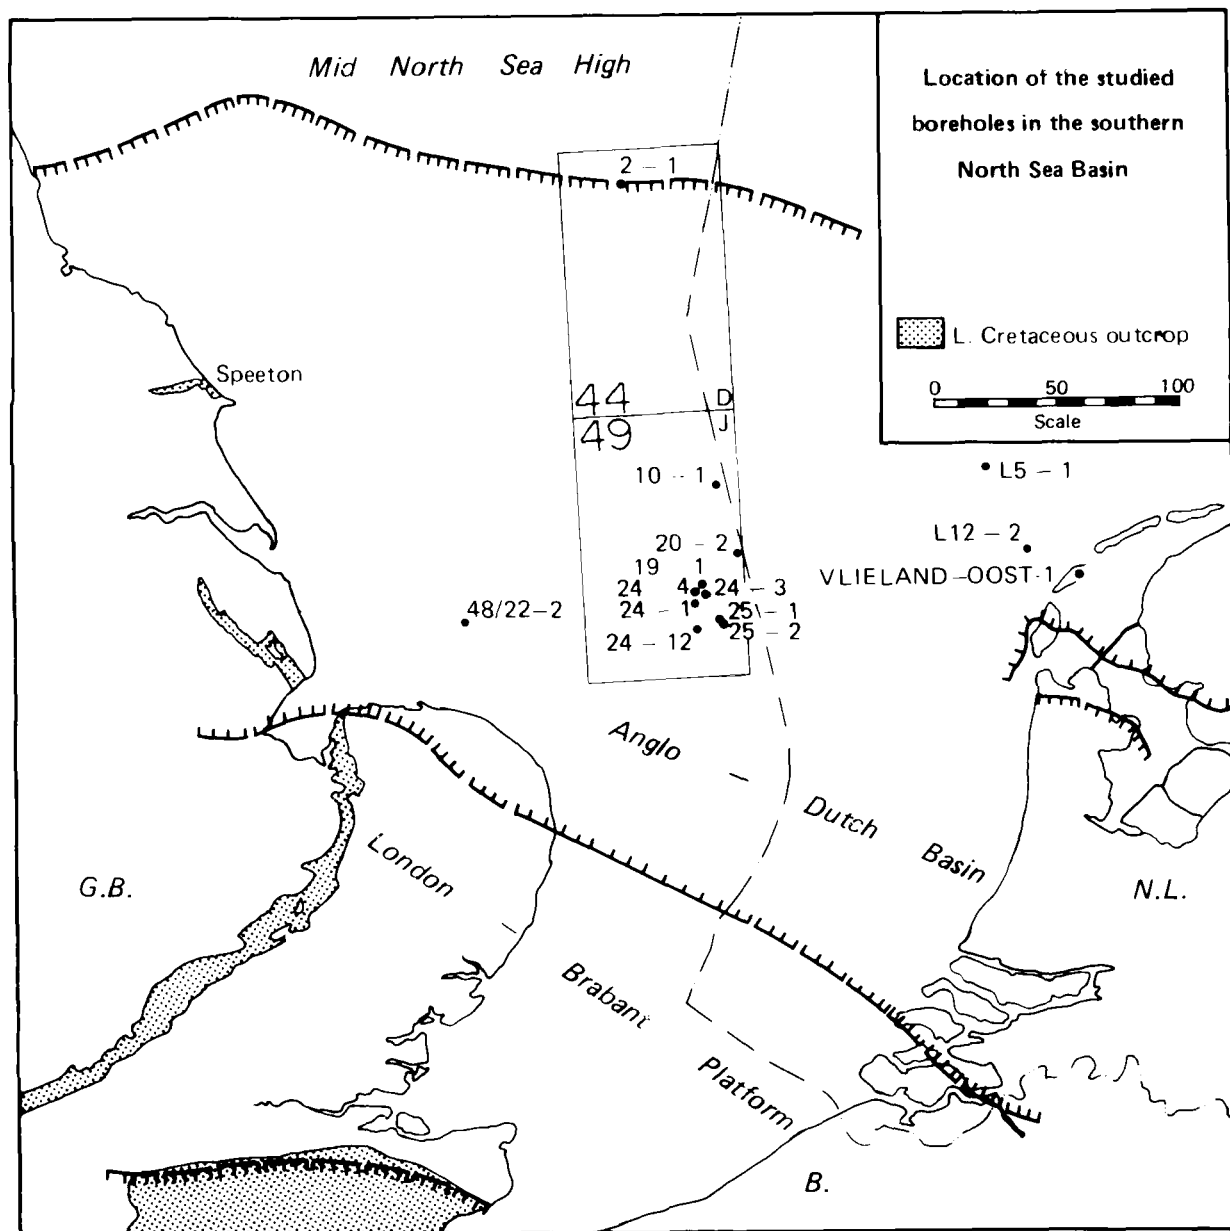 Mid North Sea High
Location of the studied
boreholes in the southern
North Sea Basin
L. Cretaceous outcrop
0 50 100
Scale
2 - 1
Speeton
44 D
49 J
10 - 1
L5 - 1
20 - 2
L12 - 2
19 1
VLIELAND-OOST-1
24 4 24 - 3
48/22-2
24 - 1 25 - 1
24 - 12 25 - 2
Anglo - Dutch Basin
London - Brabant Platform
G.B.
N.L.
B.